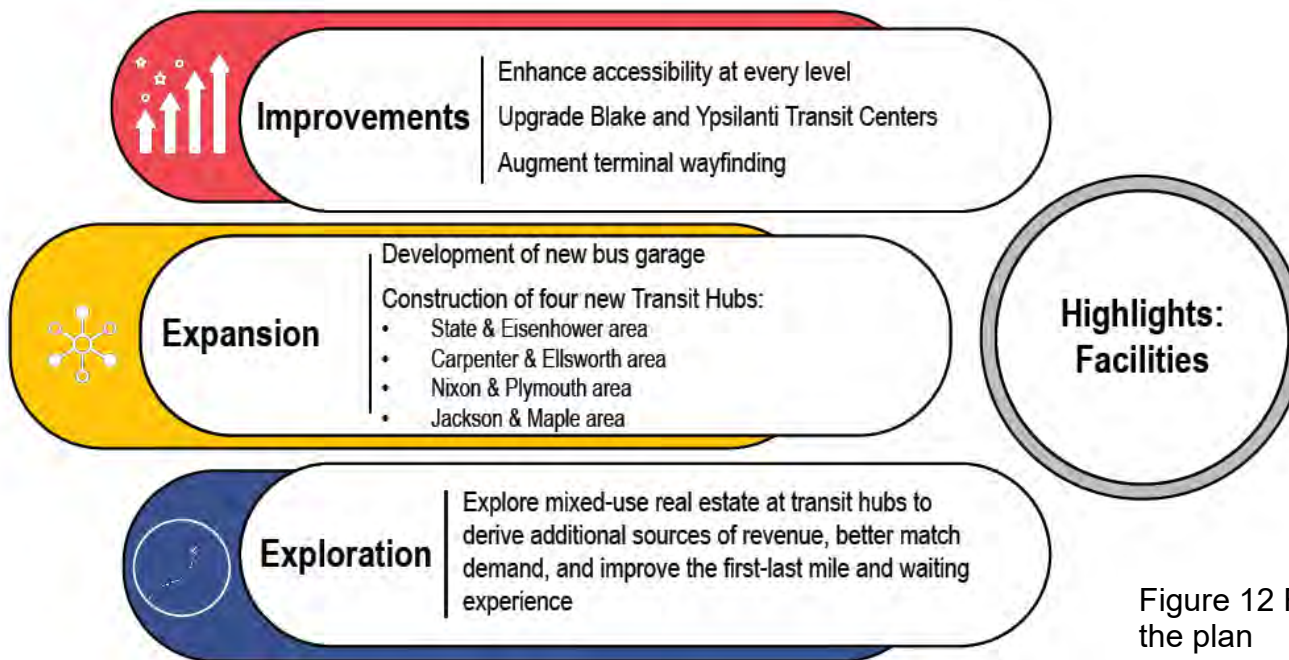 Improvements
Enhance accessibility at every level
Upgrade Blake and Ypsilanti Transit Centers
Augment terminal wayfinding
Expansion
Development of new bus garage
Construction of four new Transit Hubs:
• State & Eisenhower area
• Carpenter & Ellsworth area
• Nixon & Plymouth area
• Jackson & Maple area
Exploration
Explore mixed-use real estate at transit hubs to
derive additional sources of revenue, better match
demand, and improve the first-last mile and waiting
experience
Highlights:
Facilities
Figure 12
the plan